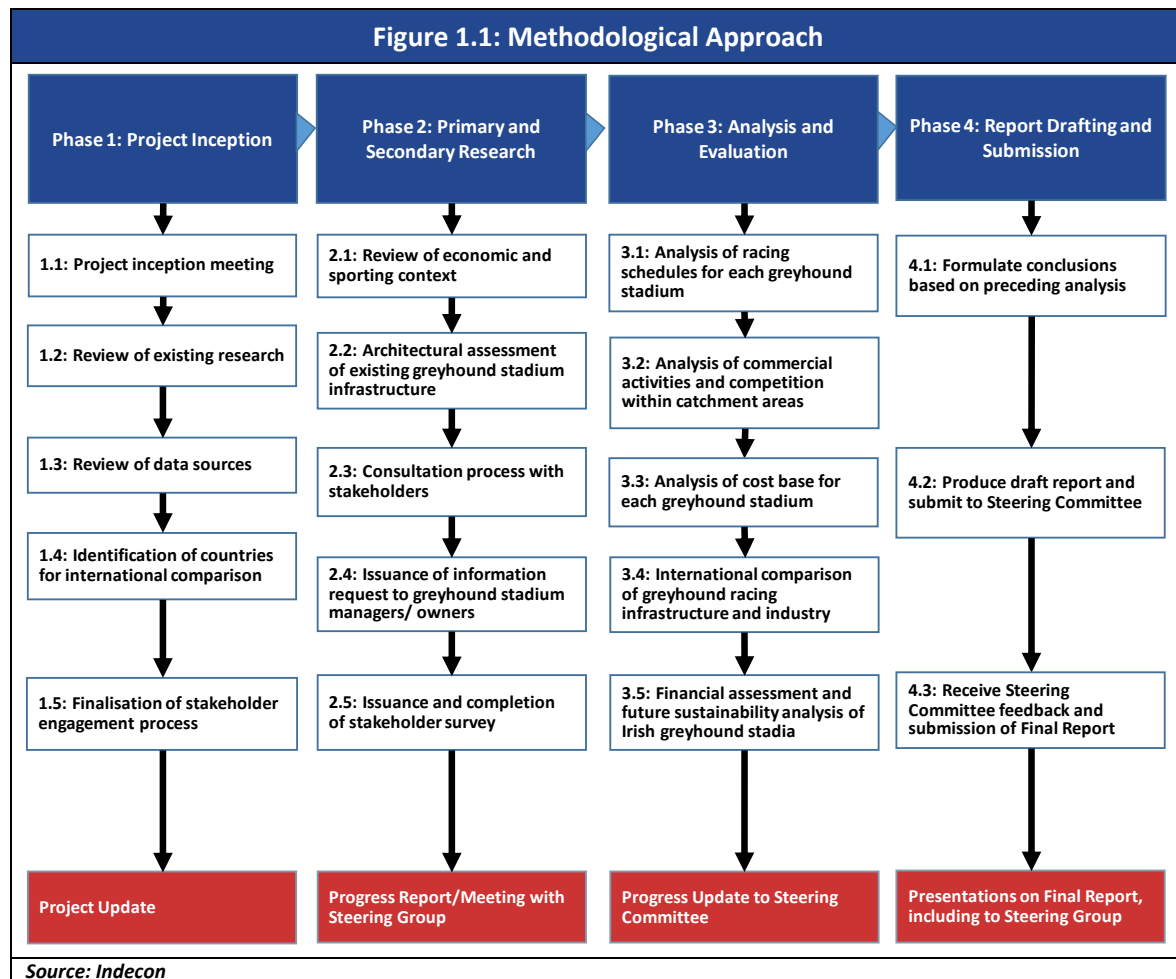 Figure 1.1: Methodological Approach
Phase 1: Project Inception
Phase 2: Primary and
Secondary Research
Phase 3: Analysis and
Evaluation
Phase 4: Report Drafting and
Submission
1.1: Project inception meeting
1.2: Review of existing research
1.3: Review of data sources
1.4: Identification of countries
for international comparison
1.5: Finalisation of stakeholder
engagement process
Project Update
2.1: Review of economic and
sporting context
2.2: Architectural assessment
of existing greyhound stadium
infrastructure
2.3: Consultation process with
stakeholders
2.4: Issuance of information
request to greyhound stadium
managers/ owners
2.5: Issuance and completion
of stakeholder survey
Progress Report/Meeting with
Steering Group
3.1: Analysis of racing
schedules for each greyhound
stadium
3.2: Analysis of commercial
activities and competition
within catchment areas
3.3: Analysis of cost base for
each greyhound stadium
3.4: International comparison
of greyhound racing
infrastructure and industry
3.5: Financial assessment and
future sustainability analysis of
Irish greyhound stadia
Progress Update to Steering
Committee
4.1: Formulate conclusions
based on preceding analysis
4.2: Produce draft report and
submit to Steering Committee
4.3: Receive Steering
Committee feedback and
submission of Final Report
Presentations on Final Report,
including to Steering Group
Source: Indecon